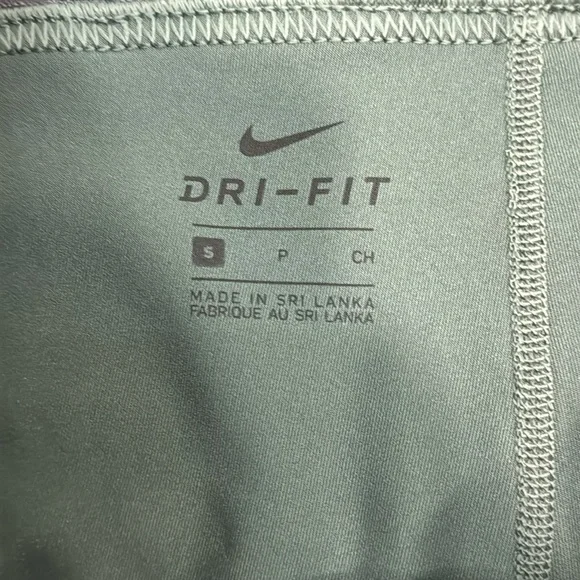 DRI-FIT
S P CH
MADE IN SRI LANKA
FABRIQUE AU SRI LANKA